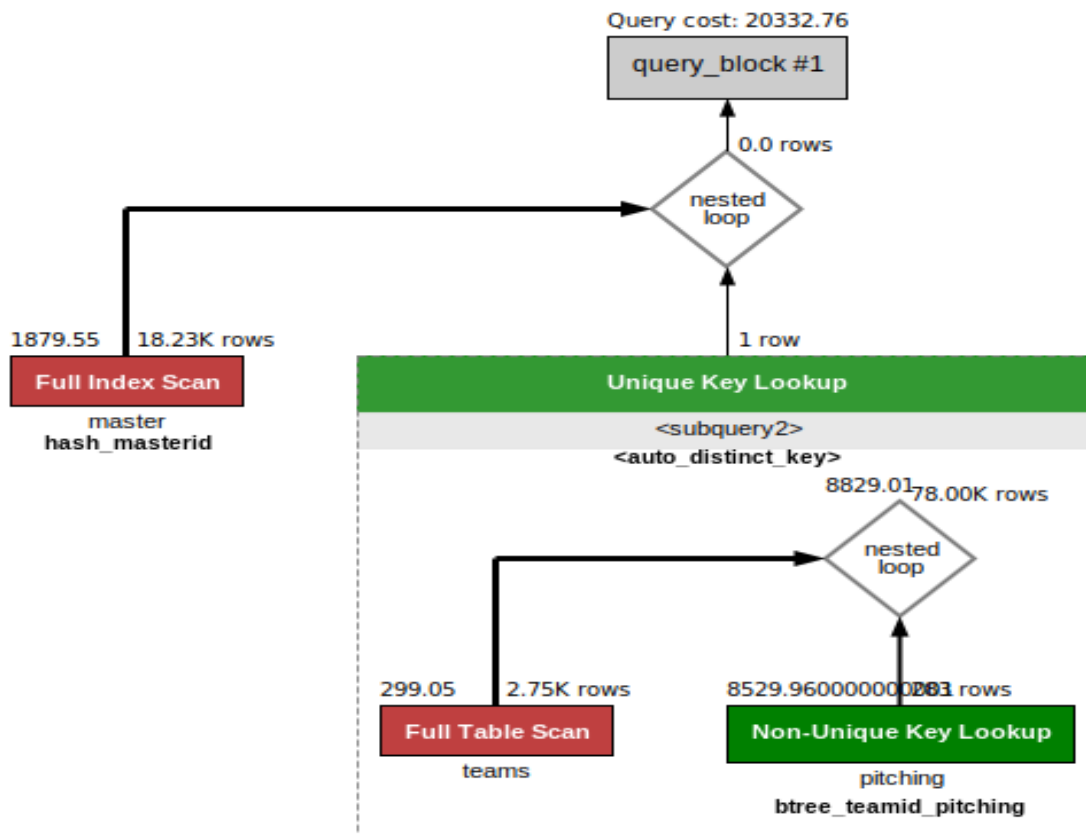 Query cost: 20332.76
query_block #1
0.0 rows
nested
loop
1879.55
18.23K rows
1 row
Full Index Scan
Unique Key Lookup
master
hash_masterid
<subquery2>
<auto_distinct_key>
8829.01
78.00K rows
nested
loop
299.05
2.75K rows
rows
Full Table Scan
Non-Unique Key Lookup
teams
pitching
btree_teamid_pitching